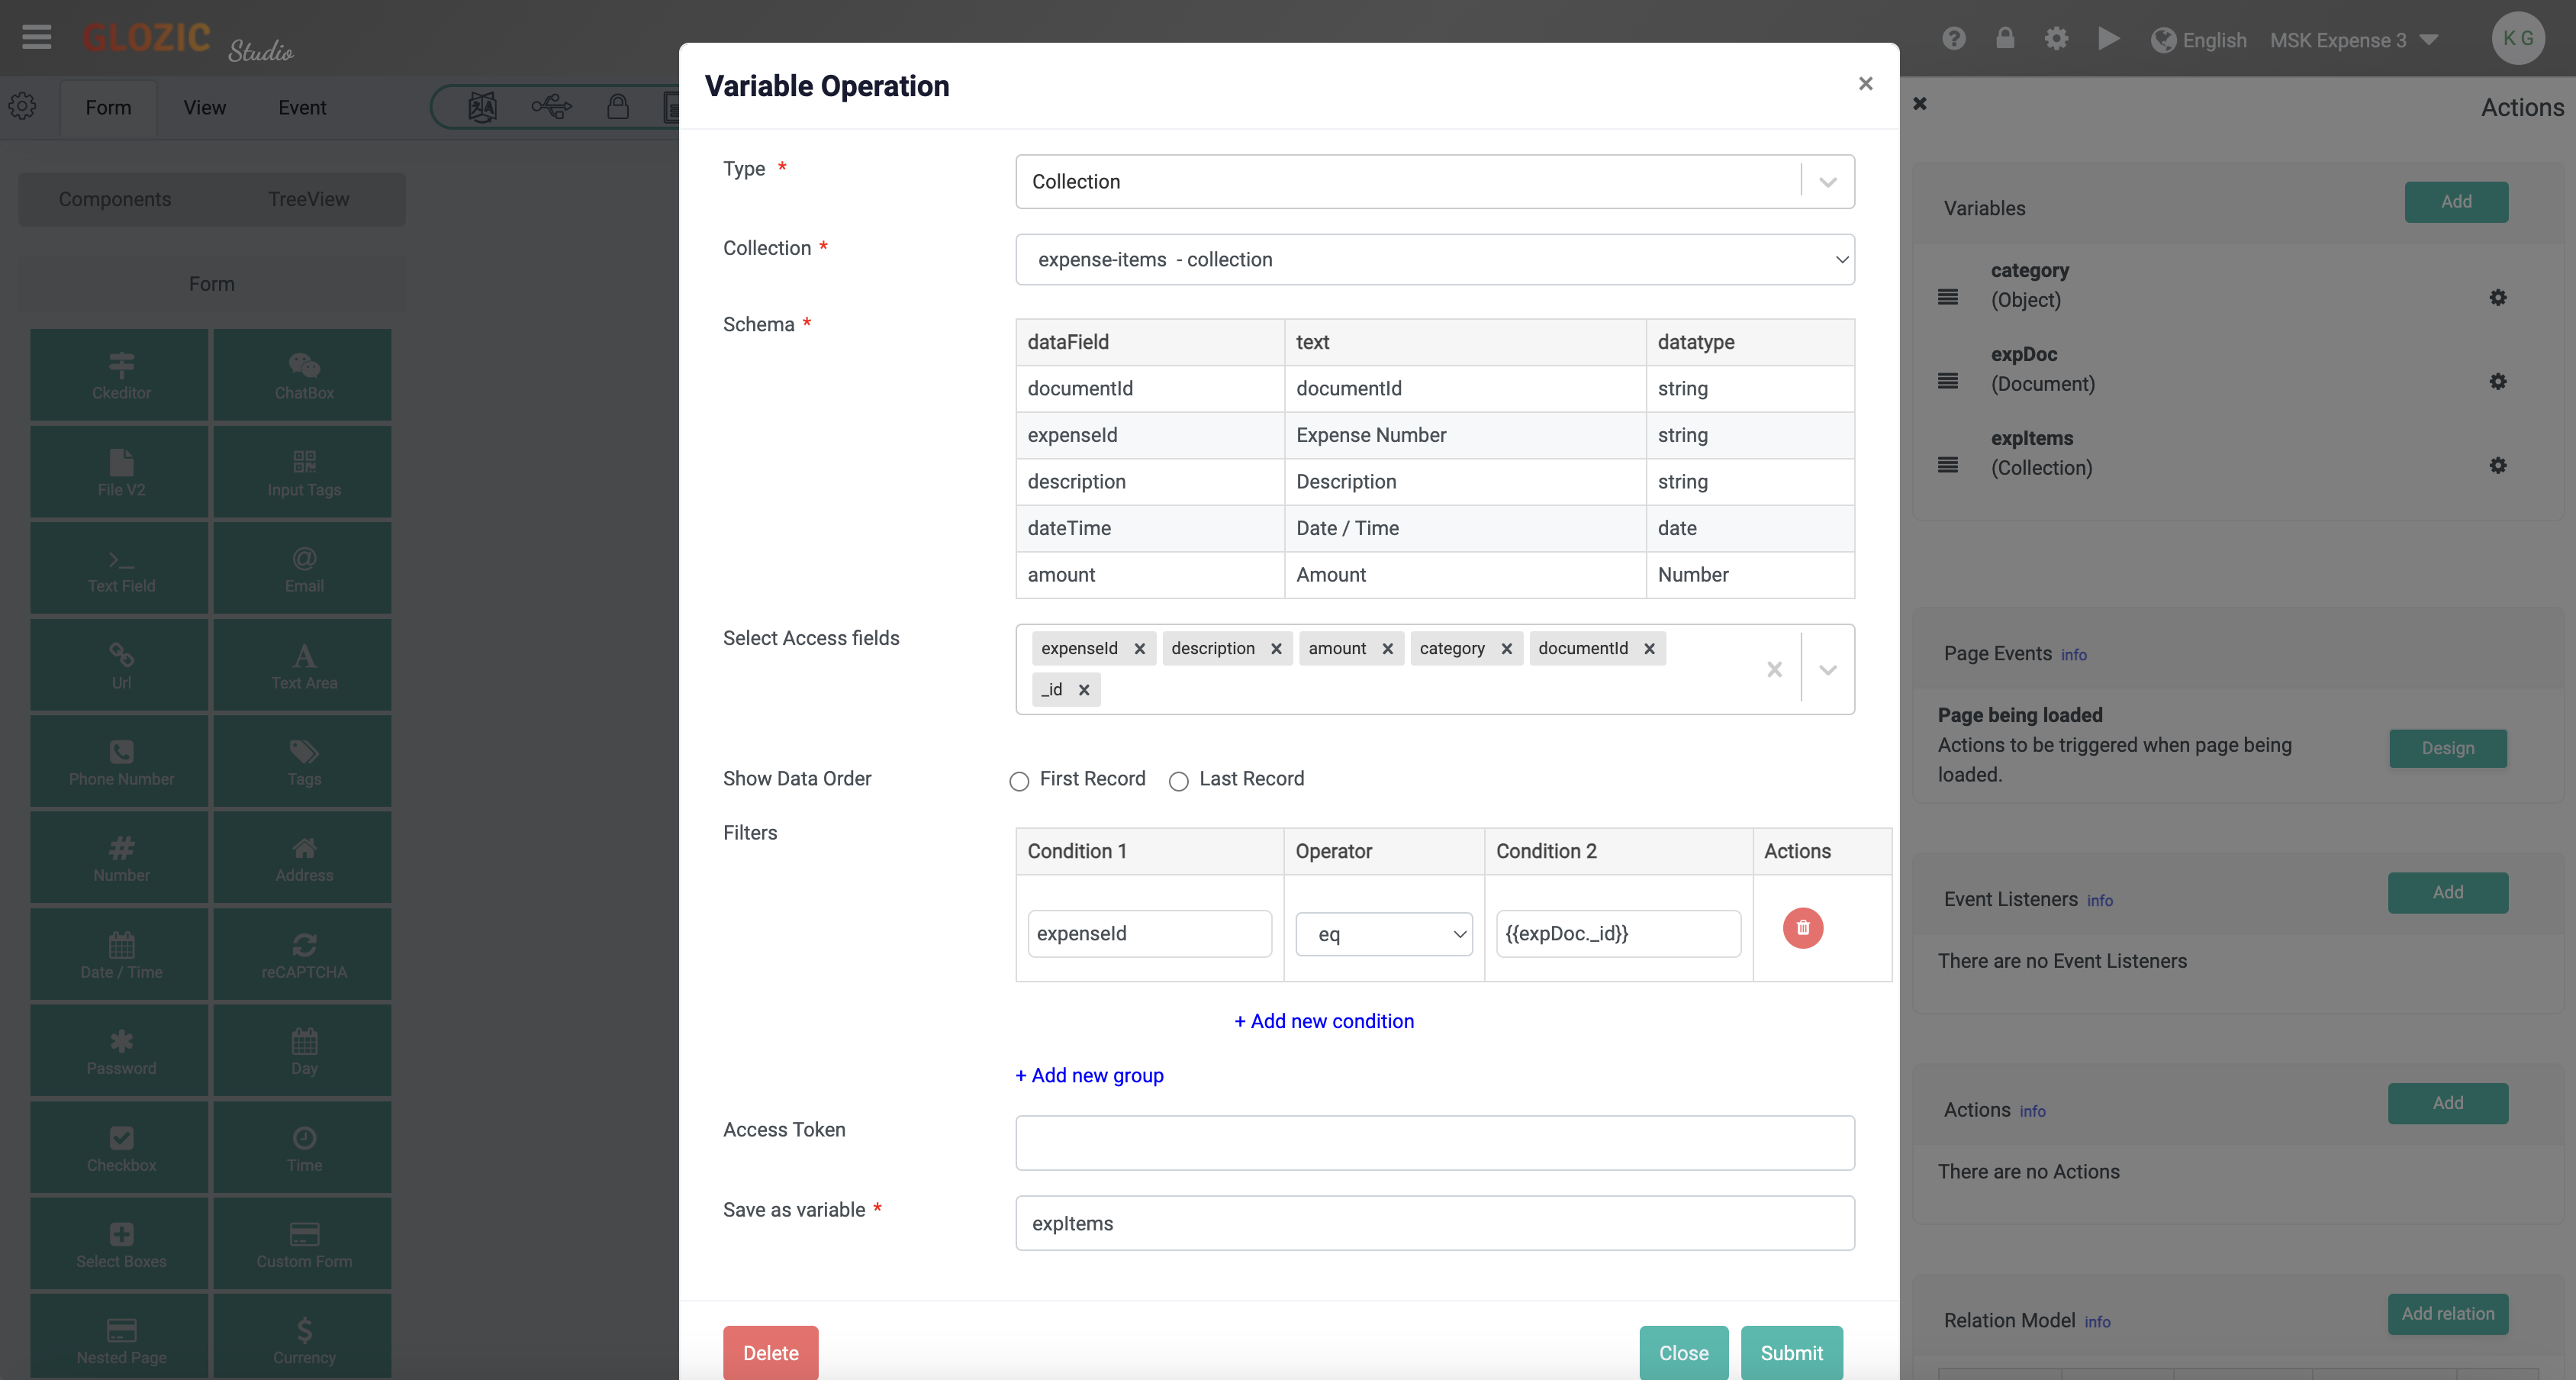 GLOZIC Studio
English MSK Expense 3 K G
Form View Event
Components TreeView
Form
Ckeditor ChatBox
File V2 Input Tags
Text Field Email
Url Text Area
Phone Number Tags
Number Address
Date / Time reCAPTCHA
Password Day
Checkbox Time
Select Boxes Custom Form
Nested Page Currency
Variable Operation
Type *
Collection
Collection *
expense-items - collection
Schema *
dataField text datatype
documentId documentId string
expenseId Expense Number string
description Description string
dateTime Date / Time date
amount Amount Number
Select Access fields
expenseId description amount category documentId
_id
Show Data Order First Record Last Record
Filters
Condition 1 Operator Condition 2 Actions
expenseId eq {{expDoc._id}}
+ Add new condition
+ Add new group
Access Token
Save as variable *
expItems
Delete Close Submit
Actions
Variables Add
category
(Object)
expDoc
(Document)
expItems
(Collection)
Page Events info
Page being loaded
Actions to be triggered when page being
loaded.
Design
Event Listeners info Add
There are no Event Listeners
Actions info Add
There are no Actions
Relation Model info Add relation